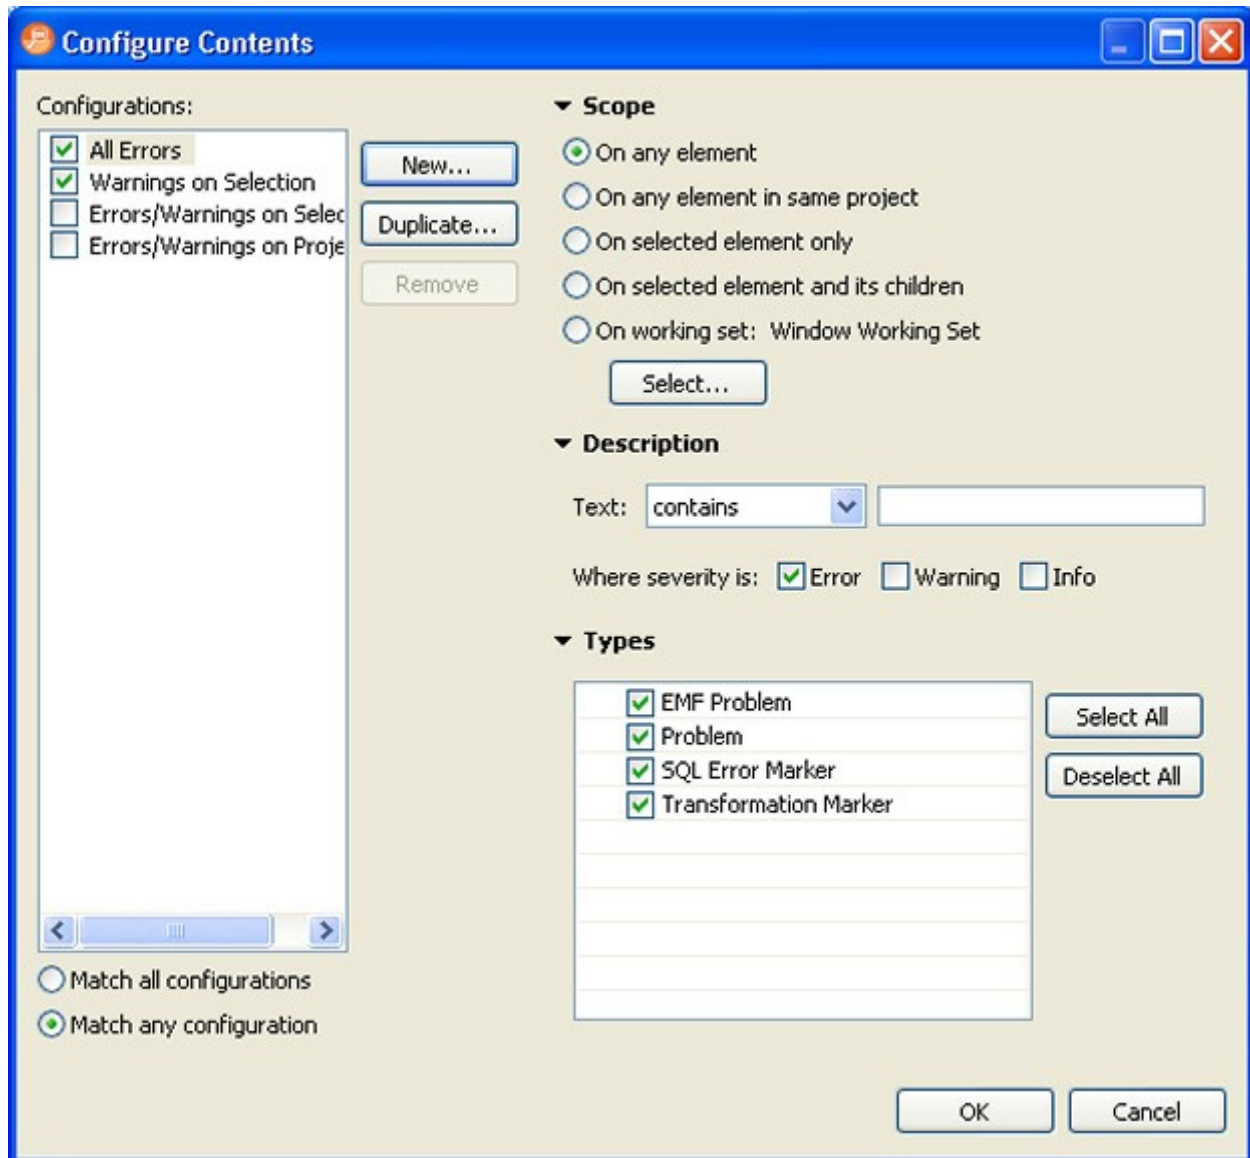 Configure Contents
Configurations:
All Errors
Warnings on Selection
Errors/Warnings on Selec
Errors/Warnings on Proje
New...
Duplicate...
Remove
Match all configurations
Match any configuration
Scope
On any element
On any element in same project
On selected element only
On selected element and its children
On working set: Window Working Set
Select...
Description
Text: contains
Where severity is: Error Warning Info
Types
EMF Problem
Problem
SQL Error Marker
Transformation Marker
Select All
Deselect All
OK Cancel